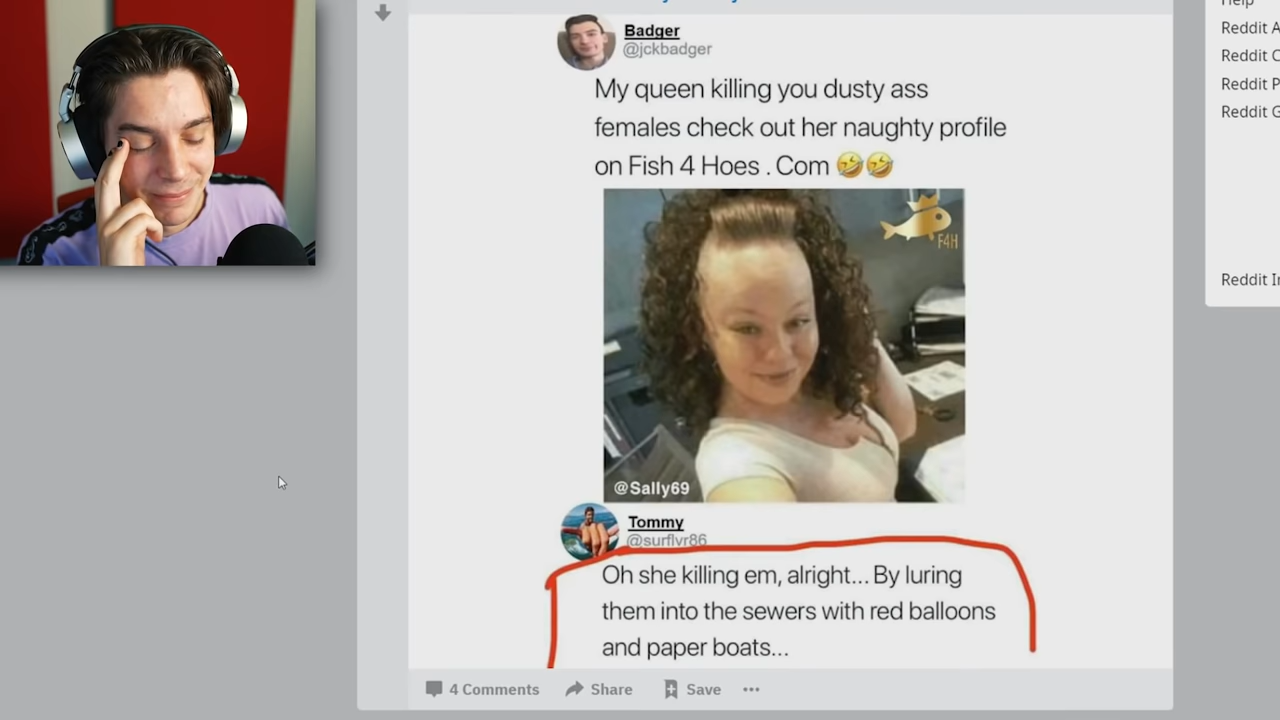 Badger
@jckbadger
My queen killing you dusty ass
females check out her naughty profile
on Fish 4 Hoes . Com 🤣🤣
F4H
@Sally69
Tommy
@surflvr86
Oh she killing em, alright... By luring
them into the sewers with red balloons
and paper boats...
4 Comments Share Save ...
Help
Reddit
Reddit
Reddit
Reddit
Reddit